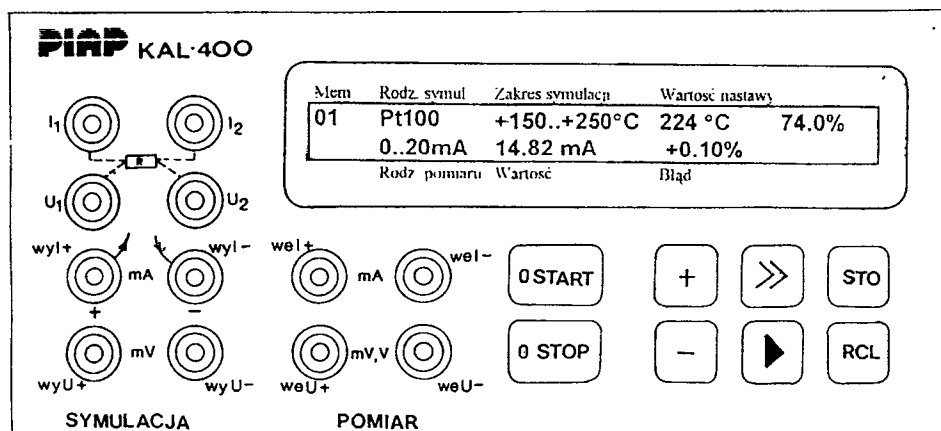 PIAP KAL·400
Mem Rodz. symul Zakres symulacji Wartość nastawy
01 Pt100 +150..+250°C 224 °C 74.0%
0..20mA 14.82 mA +0.10%
Rodz pomiaru Wartość Błąd
I1 I2
R
U1 U2
wyI+ wyI- weI+ weI-
mA mA
0 START + STO
+ -
mV mV,V
0 STOP - RCL
wyU+ wyU- weU+ weU-
SYMULACJA POMIAR